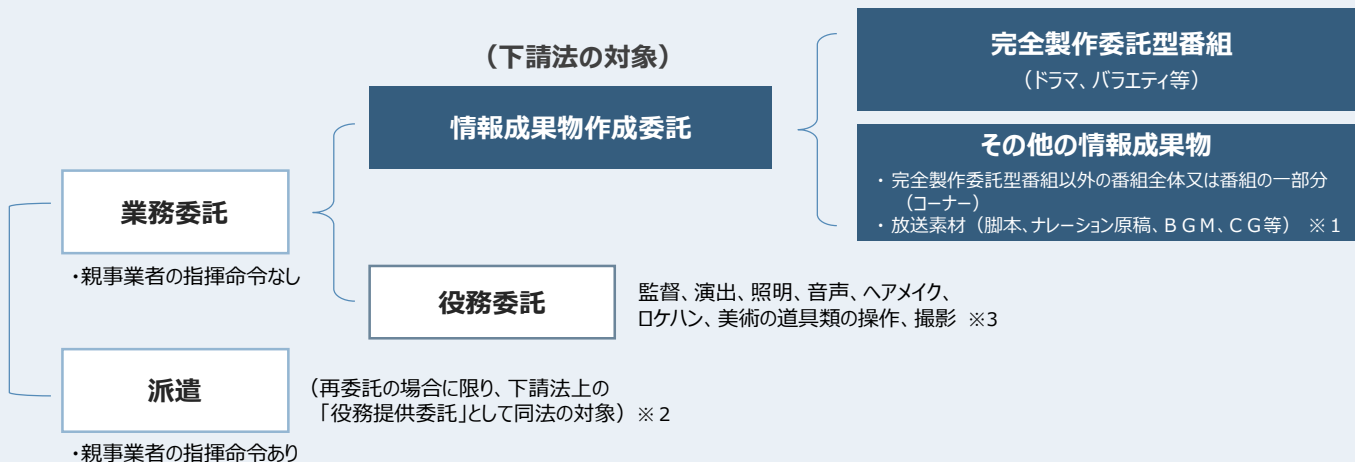 （下請法の対象）
情報成果物作成委託
完全製作委託型番組
（ドラマ、バラエティ等）
その他の情報成果物
・ 完全製作委託型番組以外の番組全体又は番組の一部分
（コーナー）
・ 放送素材（脚本、ナレーション原稿、ＢＧＭ、ＣＧ等） ※１
業務委託
・親事業者の指揮命令なし
役務委託
監督、演出、照明、音声、ヘアメイク、
ロケハン、美術の道具類の操作、撮影 ※3
派遣
（再委託の場合に限り、下請法上の
「役務提供委託」として同法の対象） ※２
・親事業者の指揮命令あり